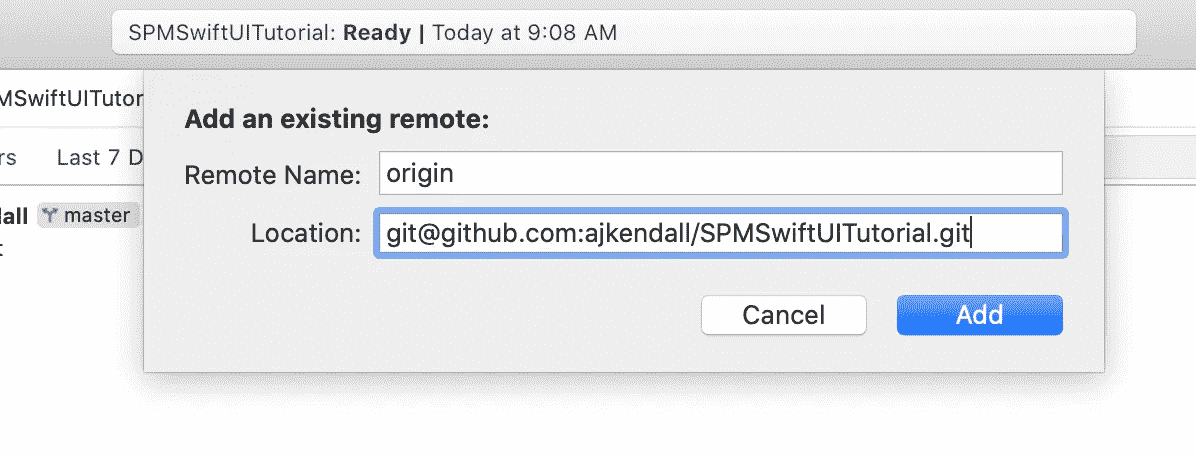 SPMSwiftUITutorial: Ready | Today at 9:08 AM
MSwiftUITutor
Add an existing remote:
rs Last 7 D
Remote Name: origin
all master
Location: git@github.com:ajkendall/SPMSwiftUITutorial.git
t
Cancel Add